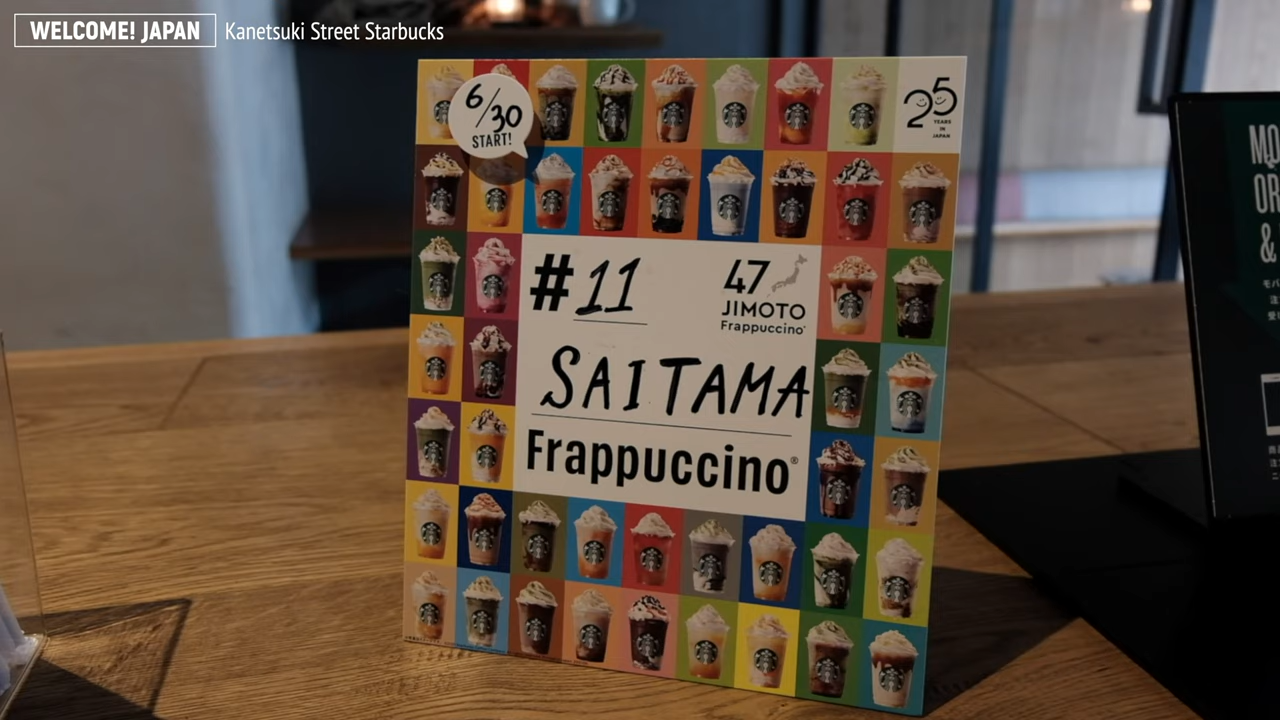 WELCOME! JAPAN
Kanetsuki Street Starbucks
6/30
START!
25
YEARS
IN
JAPAN
#11
47
JIMOTO
Frappuccino®
SAITAMA
Frappuccino®